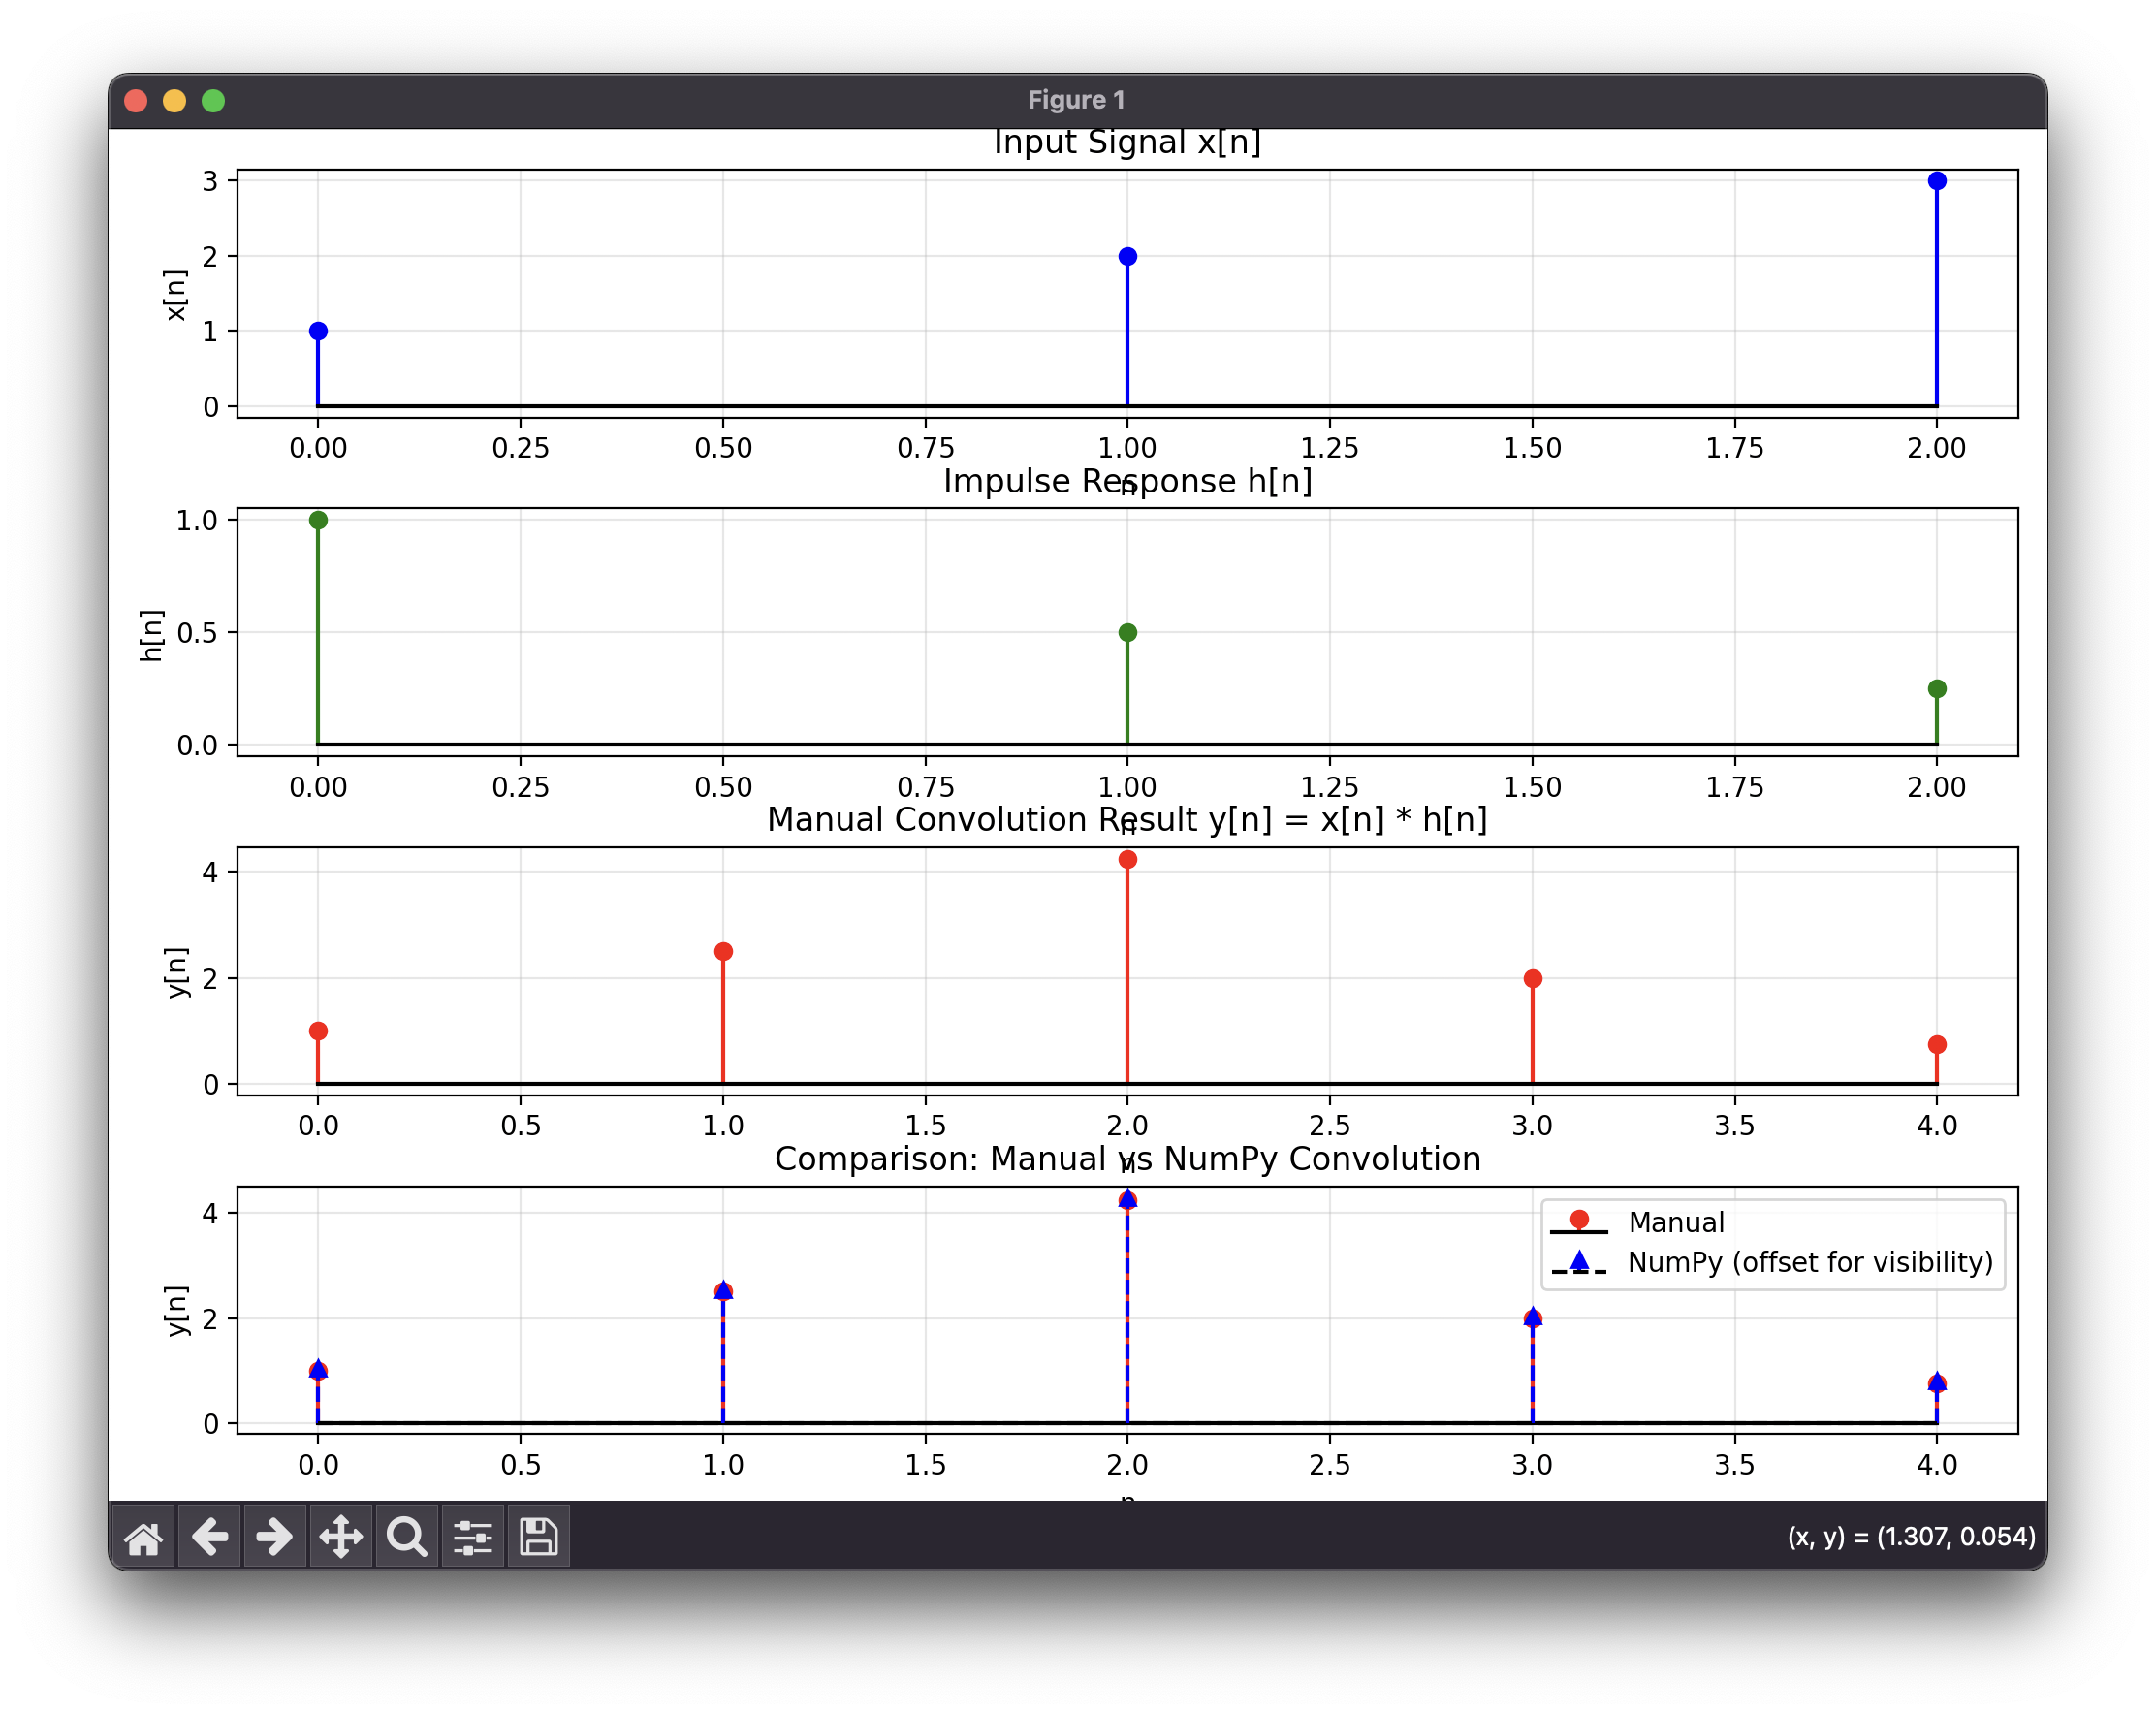 Figure 1
Input Signal x[n]
3
2
1
0
x[n]
0.00 0.25 0.50 0.75 1.00 1.25 1.50 1.75 2.00
n
Impulse Response h[n]
1.0
0.5
0.0
h[n]
0.00 0.25 0.50 0.75 1.00 1.25 1.50 1.75 2.00
n
Manual Convolution Result y[n] = x[n] * h[n]
4
2
0
y[n]
0.0 0.5 1.0 1.5 2.0 2.5 3.0 3.5 4.0
n
Comparison: Manual vs NumPy Convolution
4
2
0
y[n]
Manual
NumPy (offset for visibility)
0.0 0.5 1.0 1.5 2.0 2.5 3.0 3.5 4.0
n
(x, y) = (1.307, 0.054)